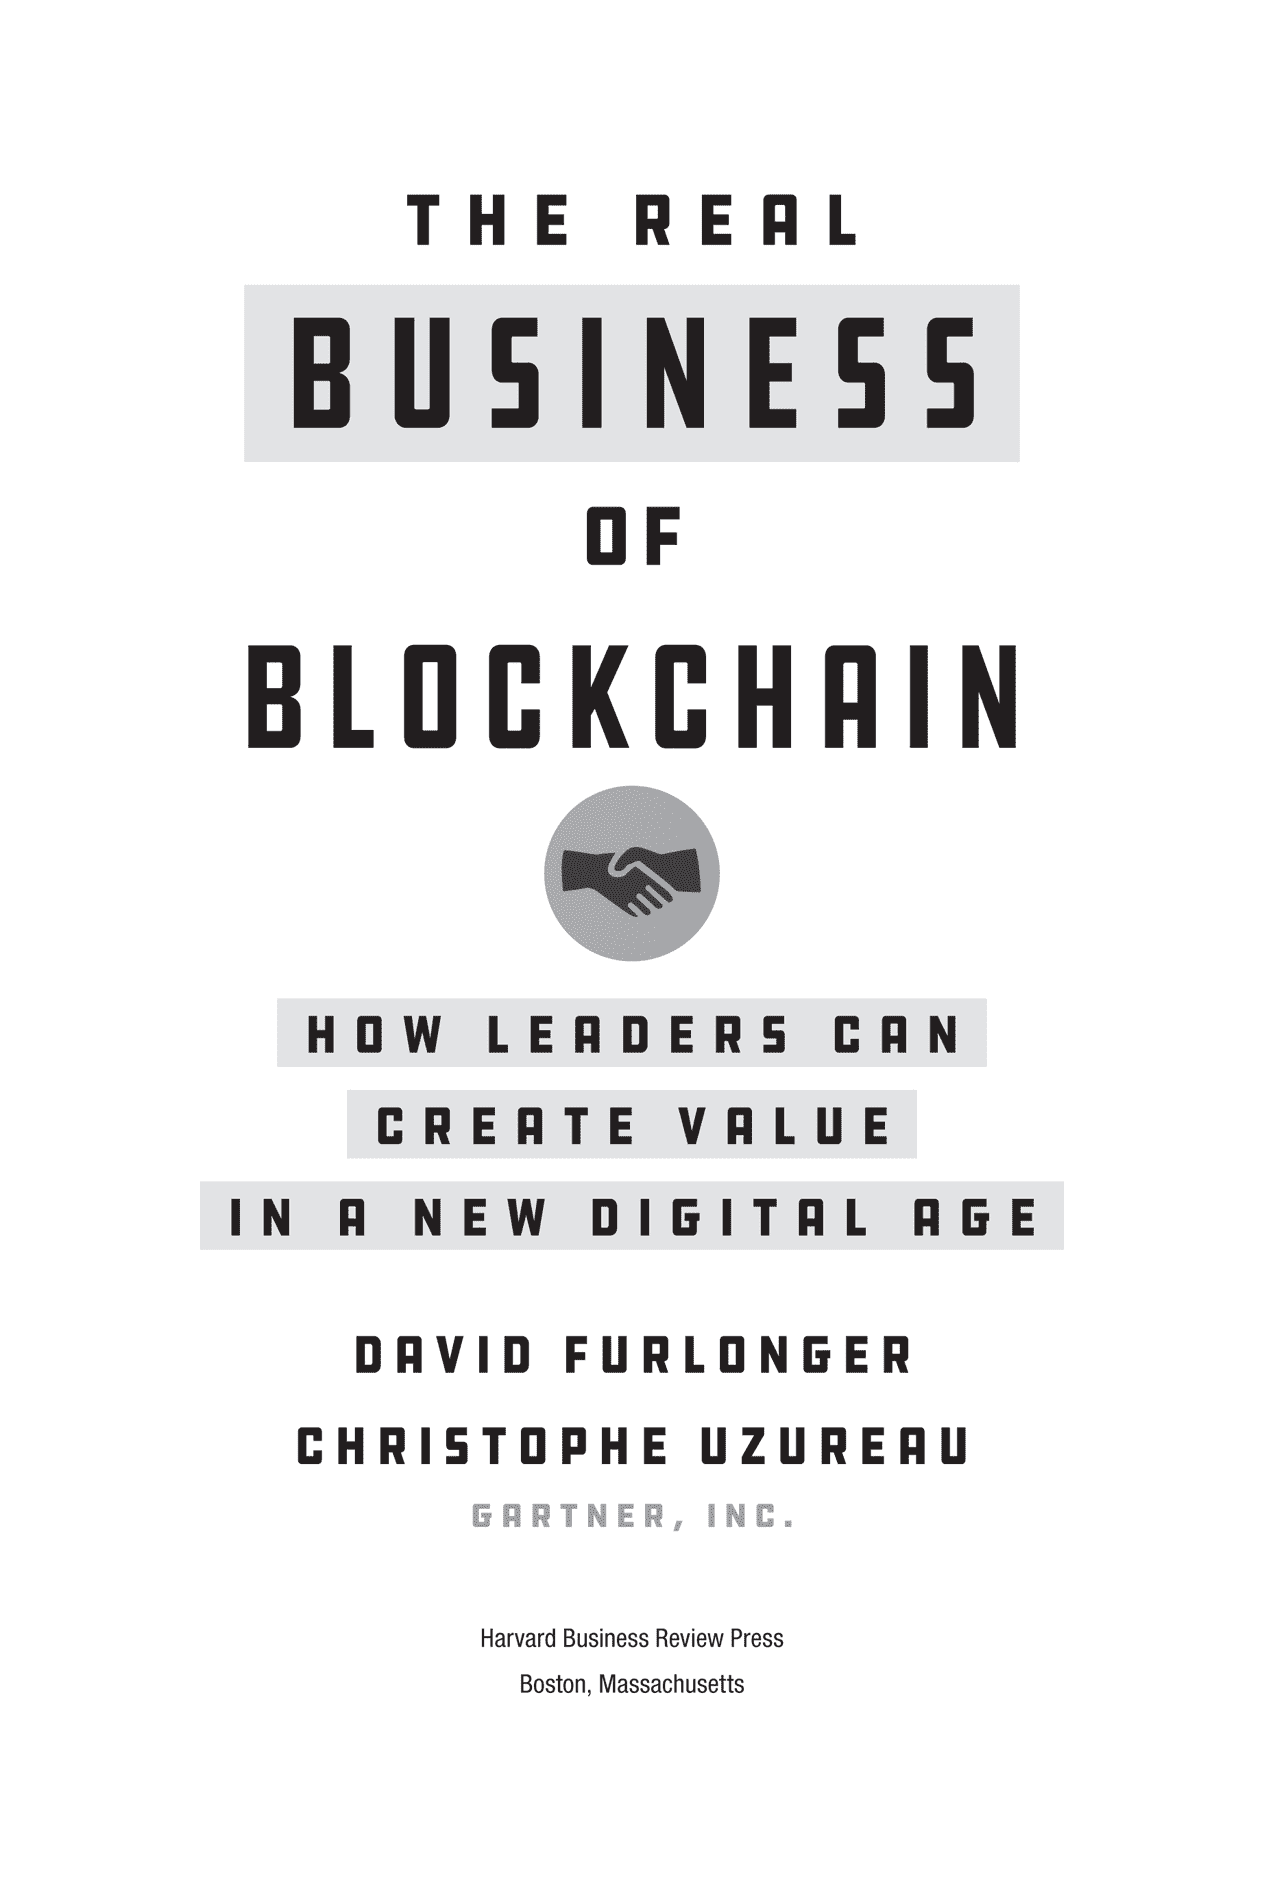 THE REAL
BUSINESS
OF
BLOCKCHAIN
HOW LEADERS CAN
CREATE VALUE
IN A NEW DIGITAL AGE
DAVID FURLONGER
CHRISTOPHE UZUREAU
GARTNER, INC.
Harvard Business Review Press
Boston, Massachusetts